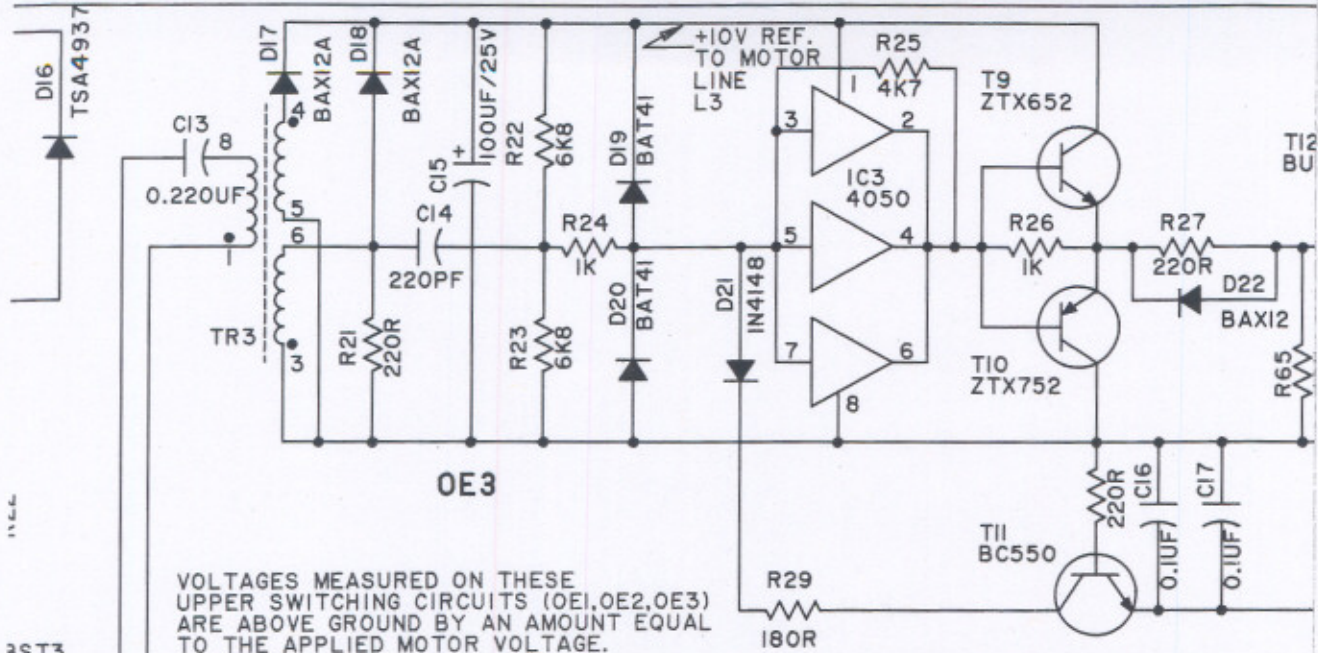 D16
TSA4937
C13
8
0.220UF
1
TR3
D17
BAX12A
4
5
6
3
D18
BAX12A
R21
220R
C14
220PF
C15
+
100UF/25V
R22
6K8
R23
6K8
R24
1K
D19
BAT41
D20
BAT41
+10V REF.
TO MOTOR
LINE
L3
D21
1N4148
R25
4K7
1
3
2
IC3
4050
5
4
7
6
8
T9
ZTX652
R26
1K
T10
ZTX752
R27
220R
D22
BAX12
T12
BU
R65
OE3
220R
C16
0.1UF
C17
0.1UF
T11
BC550
R29
180R
VOLTAGES MEASURED ON THESE
UPPER SWITCHING CIRCUITS (OE1,OE2,OE3)
ARE ABOVE GROUND BY AN AMOUNT EQUAL
TO THE APPLIED MOTOR VOLTAGE.